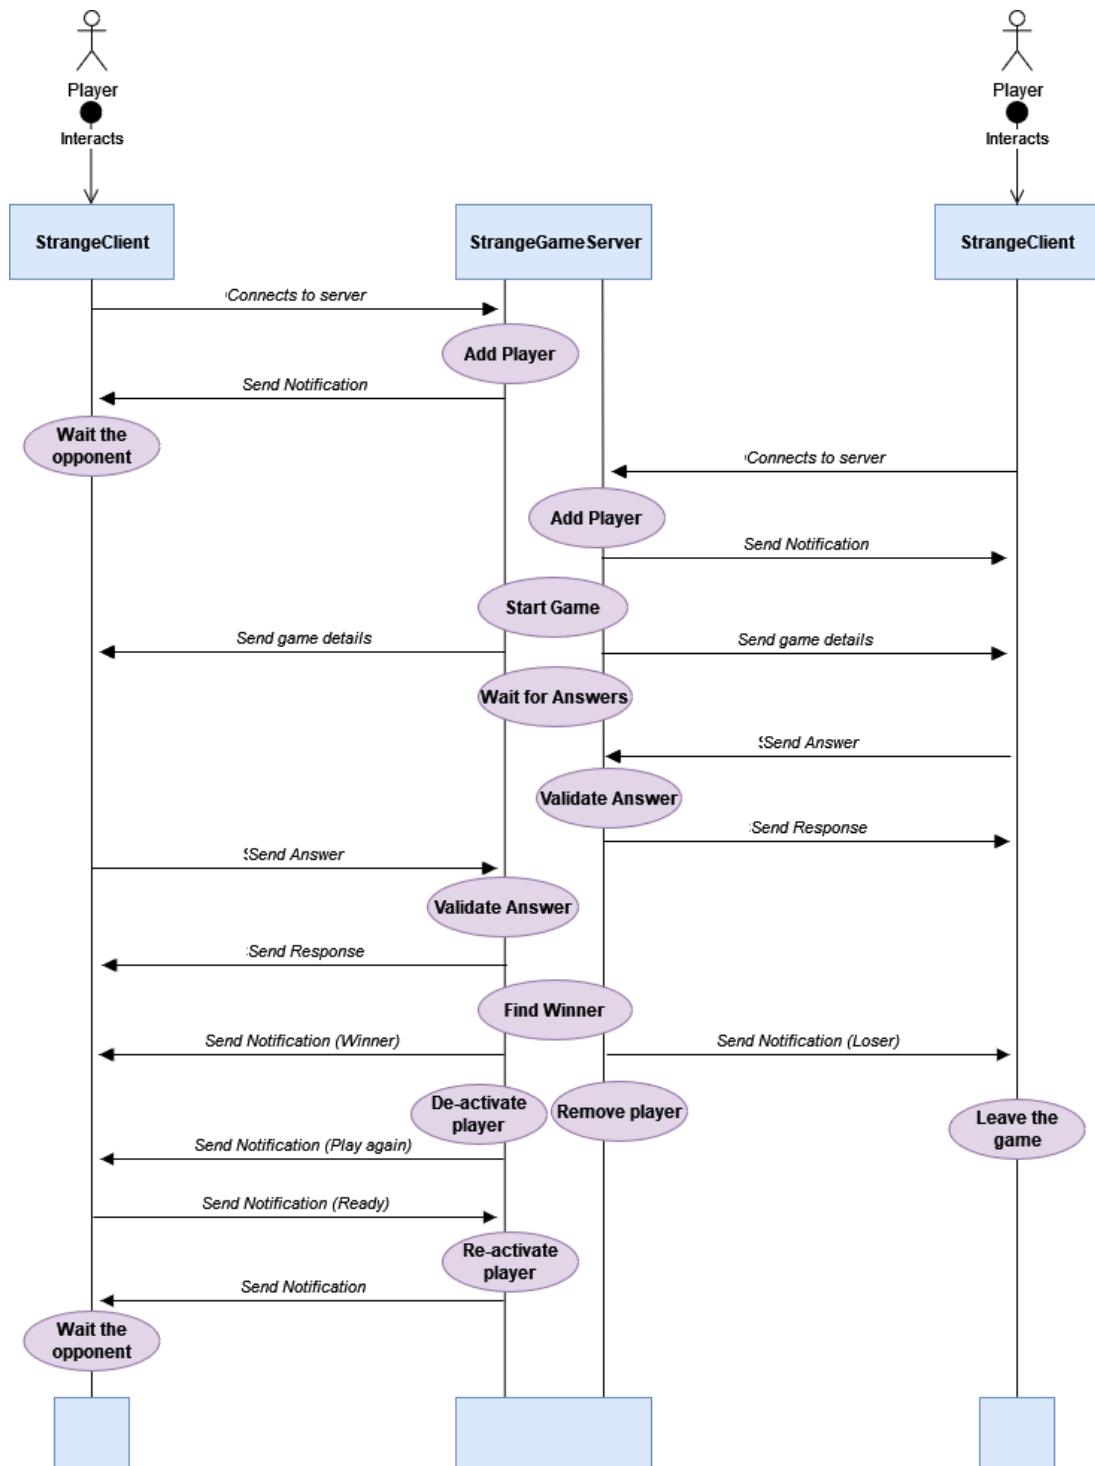 Player
Player
Interacts
Interacts
StrangeClient
StrangeGameServer
StrangeClient
Connects to server
Add Player
Send Notification
Wait the
opponent
Connects to server
Add Player
Send Notification
Start Game
Send game details
Send game details
Wait for Answers
Send Answer
Validate Answer
Send Response
Send Answer
Validate Answer
Send Response
Find Winner
Send Notification (Winner)
Send Notification (Loser)
De-activate
player
Remove player
Leave the
game
Send Notification (Play again)
Send Notification (Ready)
Re-activate
player
Send Notification
Wait the
opponent